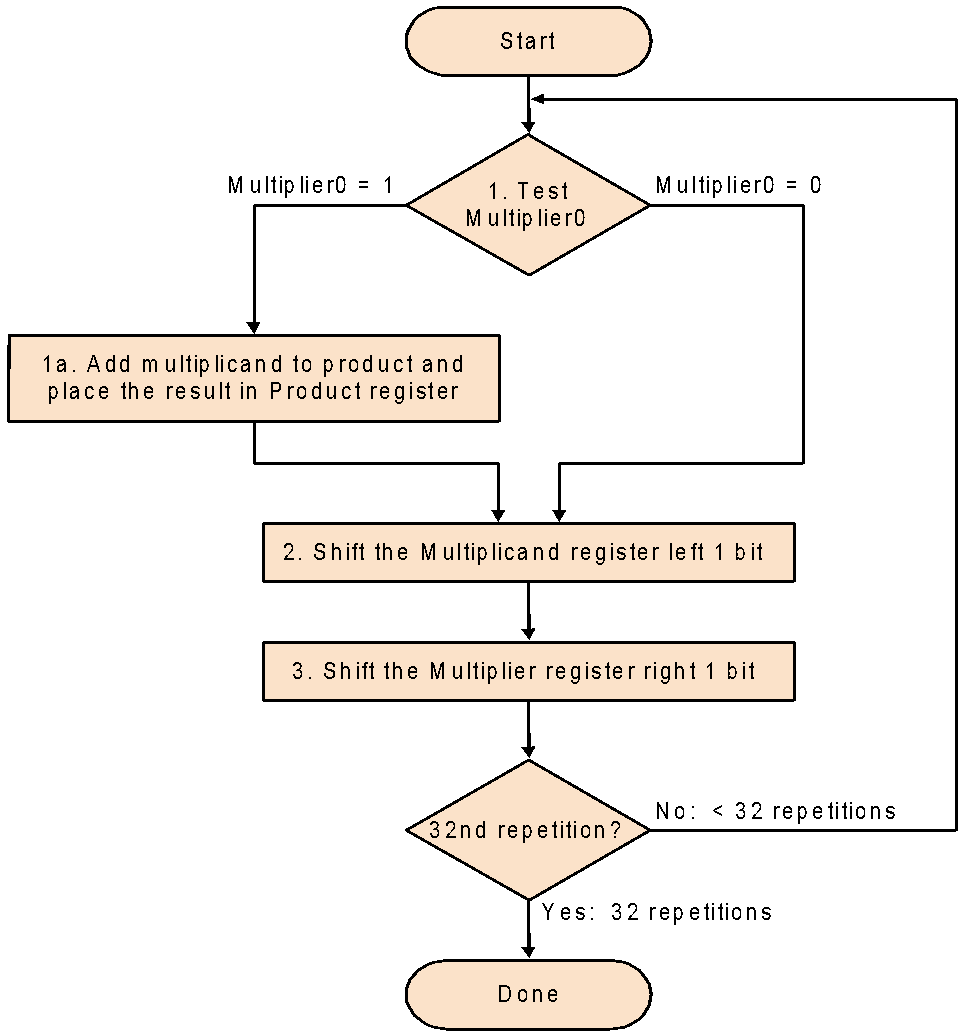 Start
Multiplier0 = 1
1. Test
Multiplier0
Multiplier0 = 0
1a. Add multiplicand to product and
place the result in Product register
2. Shift the Multiplicand register left 1 bit
3. Shift the Multiplier register right 1 bit
32nd repetition?
No: < 32 repetitions
Yes: 32 repetitions
Done